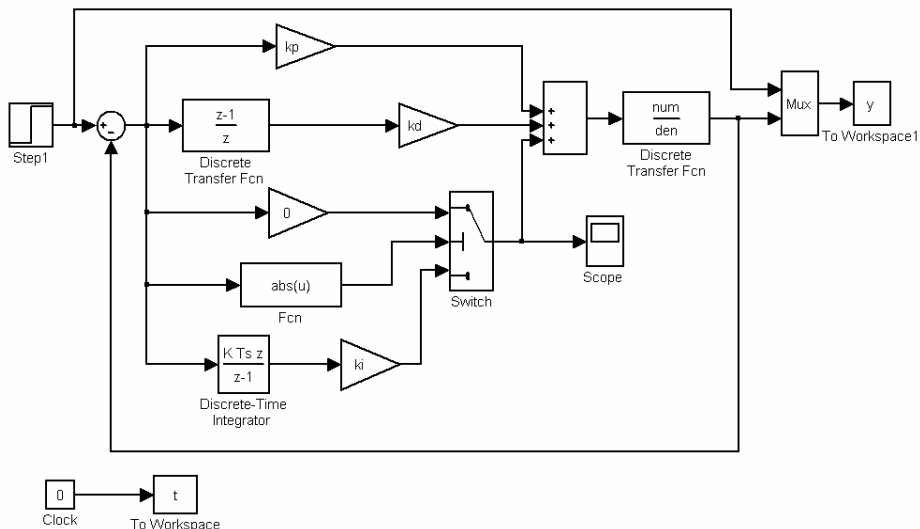 kp
Step1
+
-
z-1
z
Discrete
Transfer Fcn
kd
+
+
+
num
den
Discrete
Transfer Fcn
Mux
y
To Workspace1
0
abs(u)
Fcn
Switch
Scope
K Ts z
z-1
Discrete-Time
Integrator
ki
0
Clock
t
To Workspace